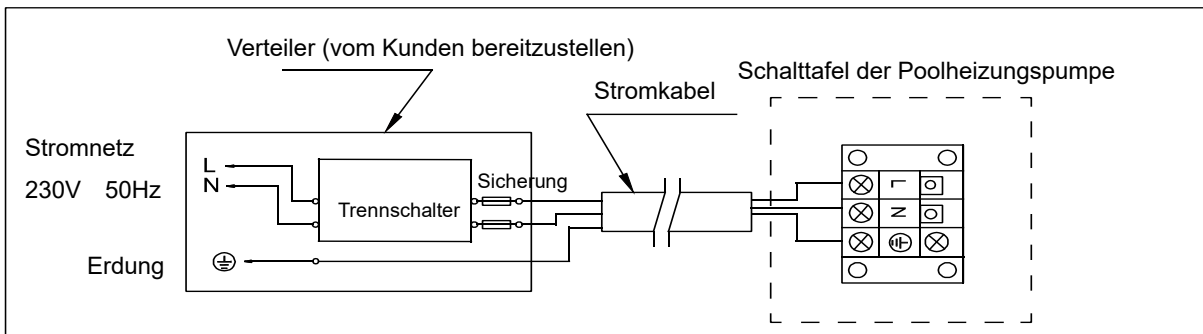 Verteiler (vom Kunden bereitzustellen)
Schalttafel der Poolheizungspumpe
Stromkabel
Stromnetz
230V 50Hz
L
N
Sicherung
Trennschalter
Erdung
L
N